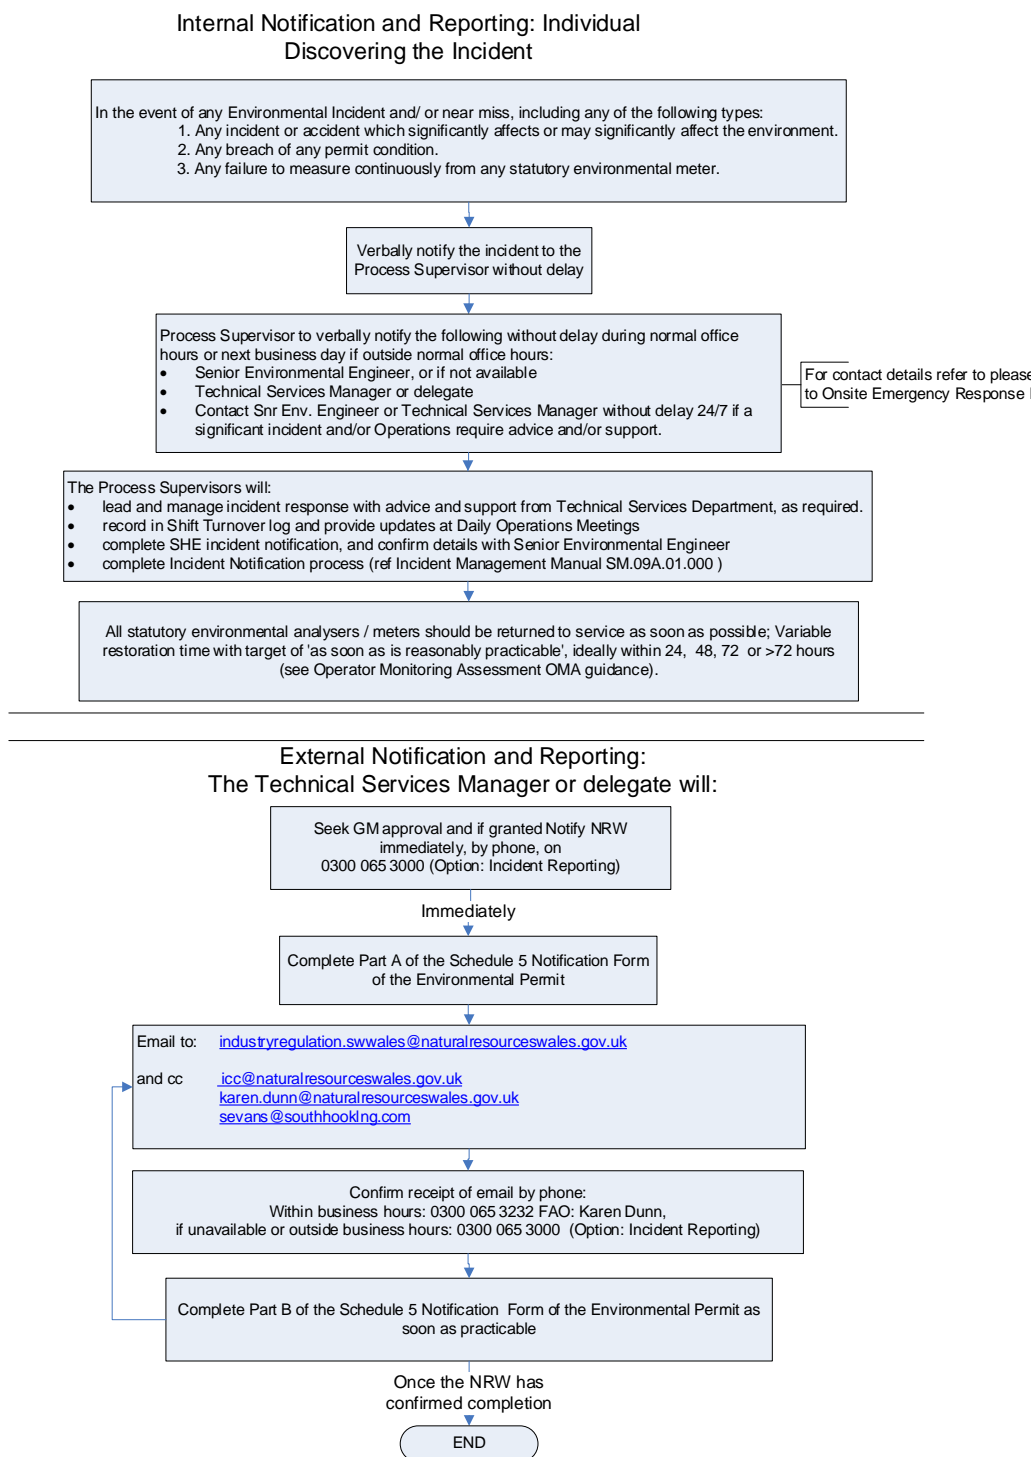 Internal Notification and Reporting: Individual
Discovering the Incident
In the event of any Environmental Incident and/ or near miss, including any of the following types:
1. Any incident or accident which significantly affects or may significantly affect the environment.
2. Any breach of any permit condition.
3. Any failure to measure continuously from any statutory environmental meter.
Verbally notify the incident to the
Process Supervisor without delay
Process Supervisor to verbally notify the following without delay during normal office
hours or next business day if outside normal office hours:
• Senior Environmental Engineer, or if not available
• Technical Services Manager or delegate
• Contact Snr Env. Engineer or Technical Services Manager without delay 24/7 if a
significant incident and/or Operations require advice and/or support.
For contact details refer to please
to Onsite Emergency Response
The Process Supervisors will:
• lead and manage incident response with advice and support from Technical Services Department, as required.
• record in Shift Turnover log and provide updates at Daily Operations Meetings
• complete SHE incident notification, and confirm details with Senior Environmental Engineer
• complete Incident Notification process (ref Incident Management Manual SM.09A.01.000 )
All statutory environmental analysers / meters should be returned to service as soon as possible; Variable
restoration time with target of 'as soon as is reasonably practicable', ideally within 24, 48, 72 or >72 hours
(see Operator Monitoring Assessment OMA guidance).
External Notification and Reporting:
The Technical Services Manager or delegate will:
Seek GM approval and if granted Notify NRW
immediately, by phone, on
0300 065 3000 (Option: Incident Reporting)
Immediately
Complete Part A of the Schedule 5 Notification Form
of the Environmental Permit
Email to: industryregulation.swwales@naturalresourceswales.gov.uk
and cc icc@naturalresourceswales.gov.uk
karen.dunn@naturalresourceswales.gov.uk
sevans@southhooklng.com
Confirm receipt of email by phone:
Within business hours: 0300 065 3232 FAO: Karen Dunn,
if unavailable or outside business hours: 0300 065 3000 (Option: Incident Reporting)
Complete Part B of the Schedule 5 Notification Form of the Environmental Permit as
soon as practicable
Once the NRW has
confirmed completion
END